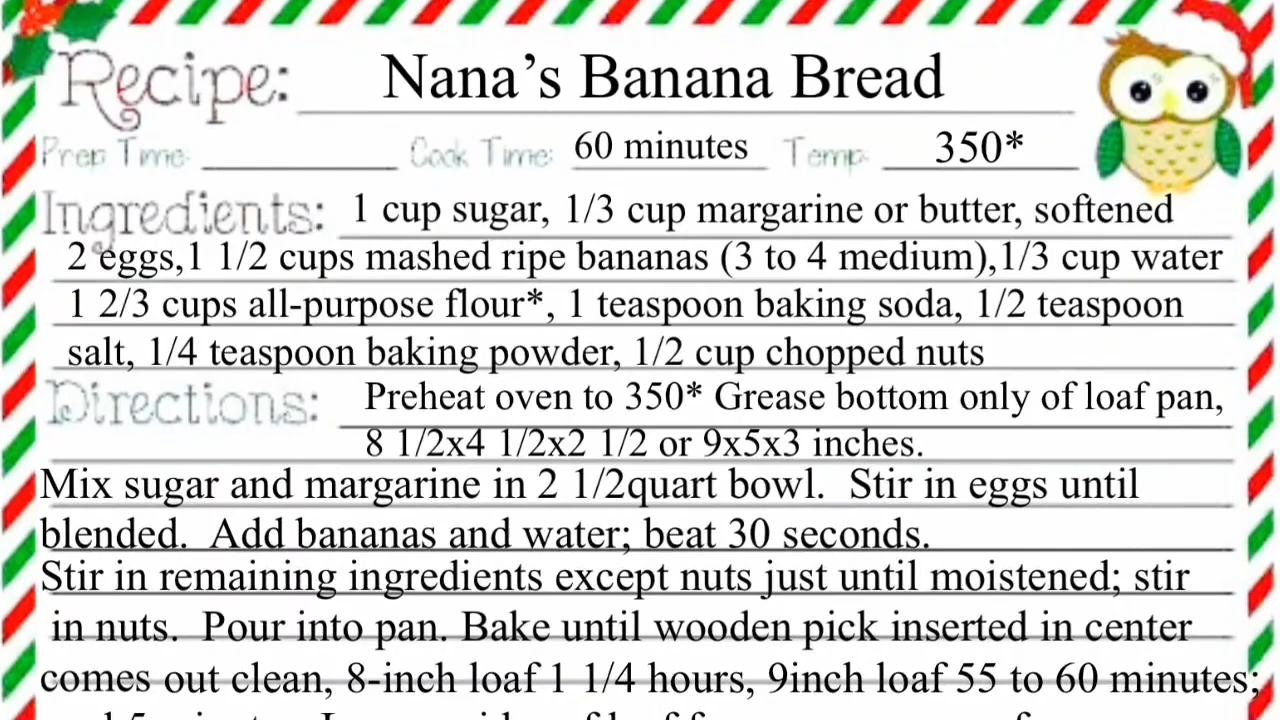 Recipe: Nana's Banana Bread
Prep Time: Cook Time: 60 minutes Temp: 350*
Ingredients: 1 cup sugar, 1/3 cup margarine or butter, softened
2 eggs,1 1/2 cups mashed ripe bananas (3 to 4 medium),1/3 cup water
1 2/3 cups all-purpose flour*, 1 teaspoon baking soda, 1/2 teaspoon
salt, 1/4 teaspoon baking powder, 1/2 cup chopped nuts
Directions: Preheat oven to 350* Grease bottom only of loaf pan,
8 1/2x4 1/2x2 1/2 or 9x5x3 inches.
Mix sugar and margarine in 2 1/2quart bowl. Stir in eggs until
blended. Add bananas and water; beat 30 seconds.
Stir in remaining ingredients except nuts just until moistened; stir
in nuts. Pour into pan. Bake until wooden pick inserted in center
comes out clean, 8-inch loaf 1 1/4 hours, 9inch loaf 55 to 60 minutes;